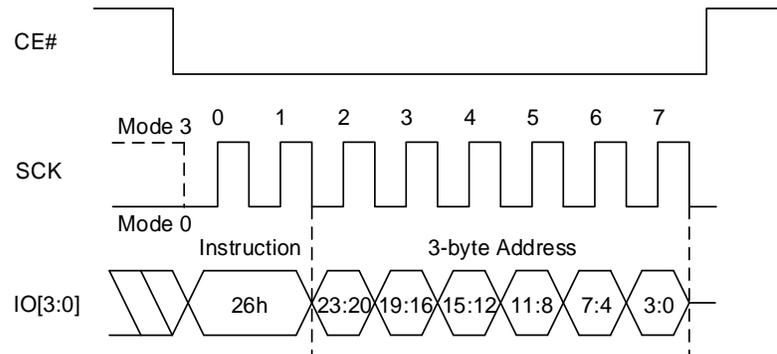 CE#
Mode 3 0 1 2 3 4 5 6 7
SCK
Mode 0
Instruction 3-byte Address
IO[3:0] 26h 23:20 19:16 15:12 11:8 7:4 3:0